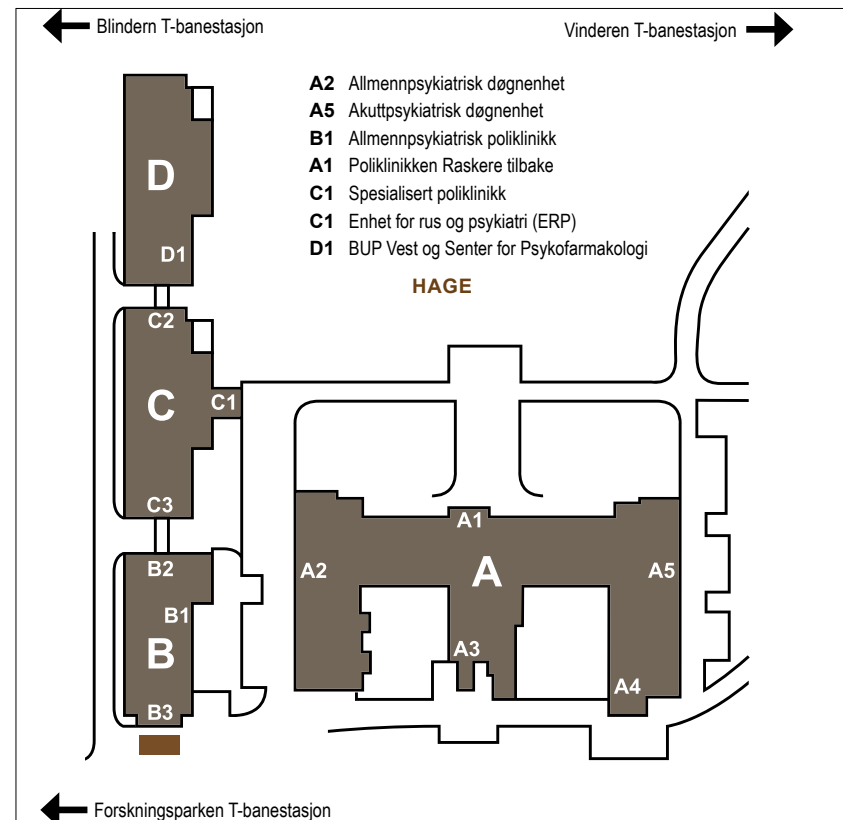 Blindern T-banestasjon
Vinderen T-banestasjon
A2 Allmennpsykiatrisk døgnenhet
A5 Akuttpsykiatrisk døgnenhet
B1 Allmennpsykiatrisk poliklinikk
A1 Poliklinikken Raskere tilbake
C1 Spesialisert poliklinikk
C1 Enhet for rus og psykiatri (ERP)
D1 BUP Vest og Senter for Psykofarmakologi
HAGE
D
D1
C2
C
C1
C3
B2
B1
B
B3
A1
A2
A
A5
A3
A4
Forskningsparken T-banestasjon